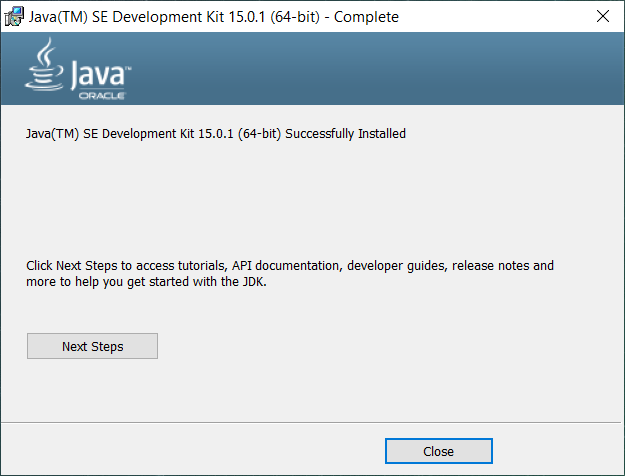 Java(TM) SE Development Kit 15.0.1 (64-bit) - Complete
Java™
ORACLE
Java(TM) SE Development Kit 15.0.1 (64-bit) Successfully Installed
Click Next Steps to access tutorials, API documentation, developer guides, release notes and
more to help you get started with the JDK.
Next Steps
Close